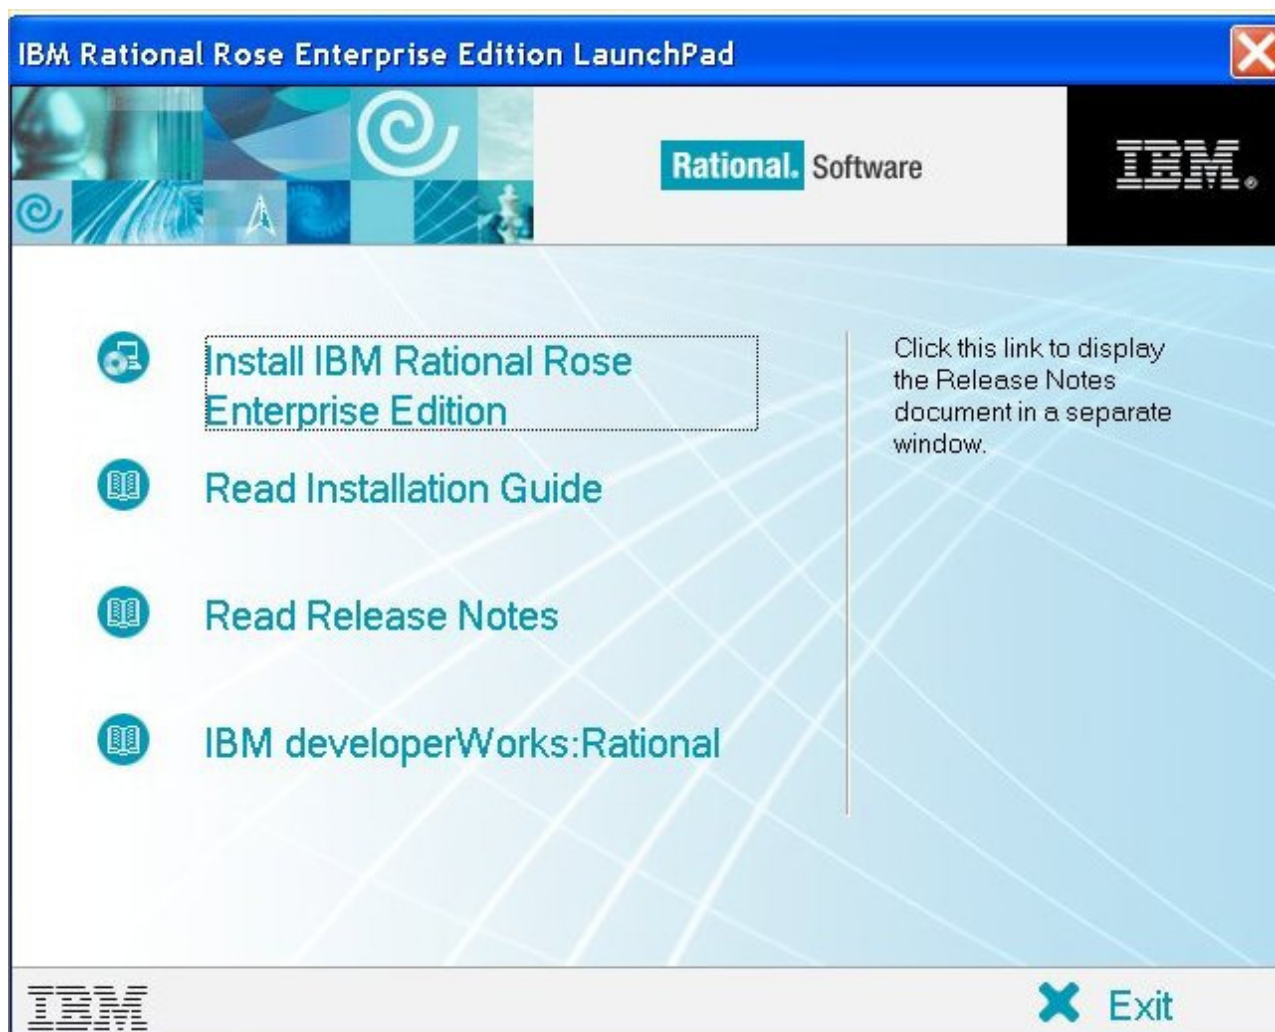 IBM Rational Rose Enterprise Edition LaunchPad
Rational. Software
IBM.
Install IBM Rational Rose
Enterprise Edition
Read Installation Guide
Read Release Notes
IBM developerWorks:Rational
Click this link to display
the Release Notes
document in a separate
window.
IBM
Exit